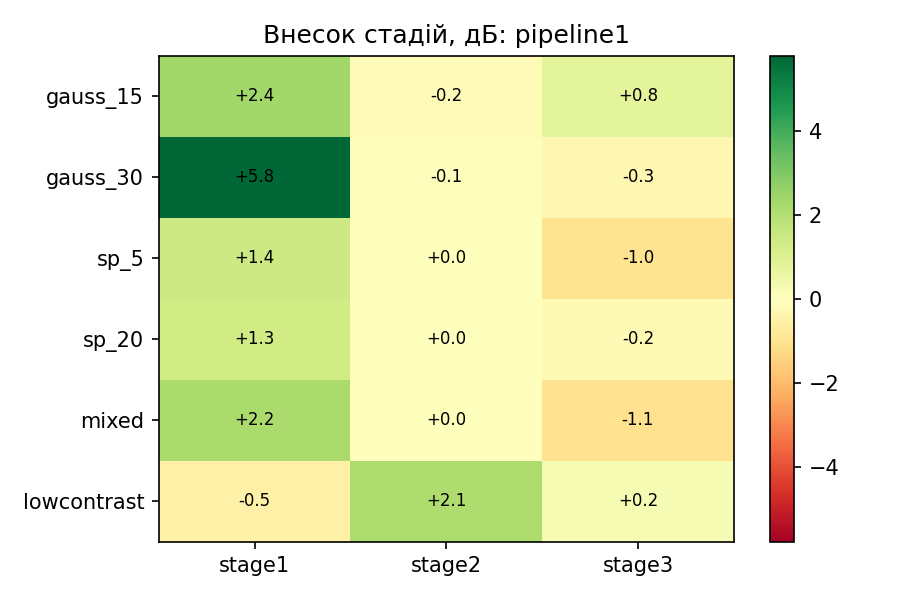 Внесок стадій, дБ: pipeline1
gauss_15 +2.4 -0.2 +0.8
gauss_30 +5.8 -0.1 -0.3
sp_5 +1.4 +0.0 -1.0
sp_20 +1.3 +0.0 -0.2
mixed +2.2 +0.0 -1.1
lowcontrast -0.5 +2.1 +0.2
stage1 stage2 stage3
4
2
0
−2
−4